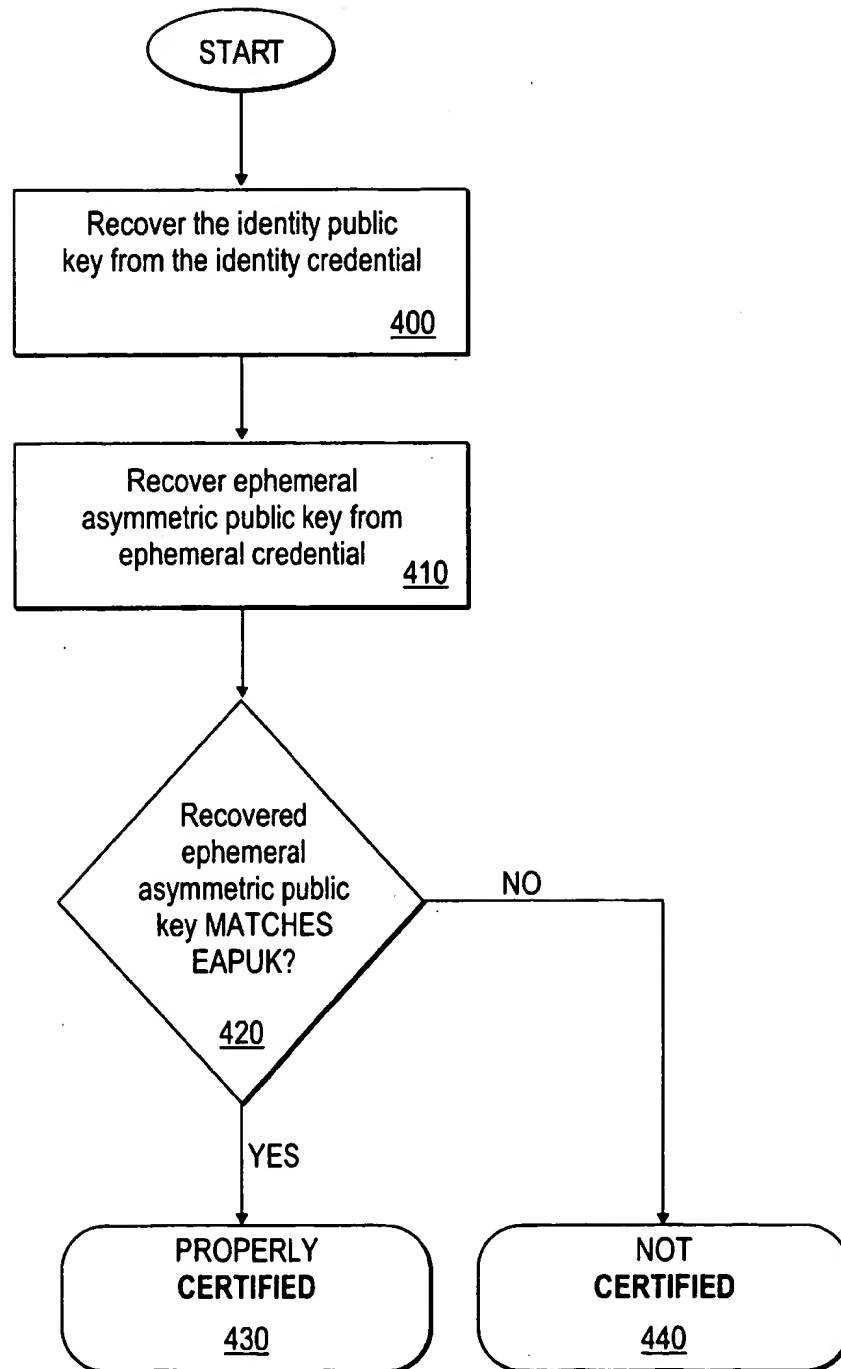 START
Recover the identity public
key from the identity credential
400
Recover ephemeral
asymmetric public key from
ephemeral credential
410
Recovered
ephemeral
asymmetric public
key MATCHES
EAPUK?
420
NO
YES
PROPERLY
CERTIFIED
430
NOT
CERTIFIED
440